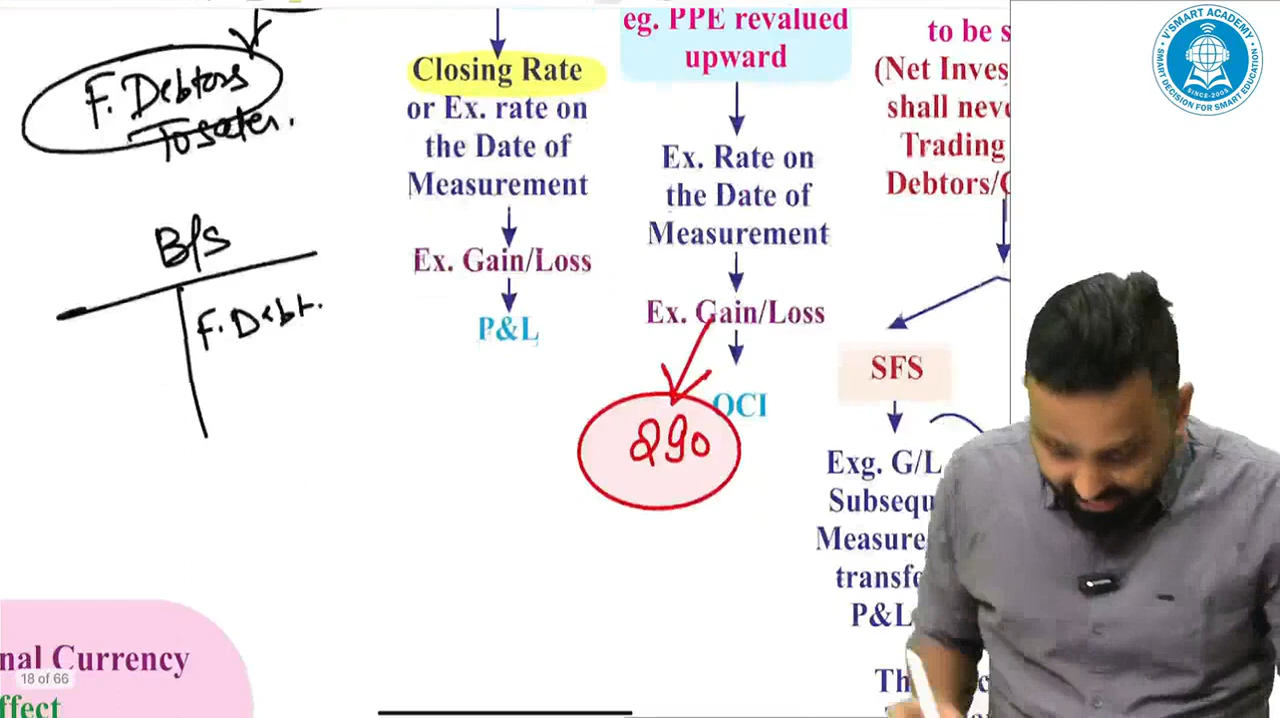 F. Debtors
B/S
F. Debt.
Closing Rate
or Ex. rate on
the Date of
Measurement
Ex. Gain/Loss
P&L
eg. PPE revalued
upward
Ex. Rate on
the Date of
Measurement
Ex. Gain/Loss
OCI
290
to be s
(Net Inves
shall neve
Trading
Debtors/C
SFS
Exg. G/L
Subsequ
Measure
transfe
P&L
Th
nal Currency
18 of 66
ffect
V'SMART ACADEMY
SINCE-2005
SMART DECISION FOR SMART EDUCATION